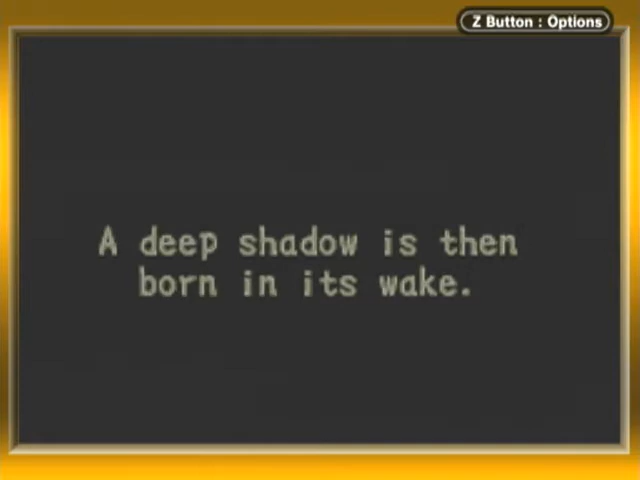 Z Button : Options
A deep shadow is then
born in its wake.